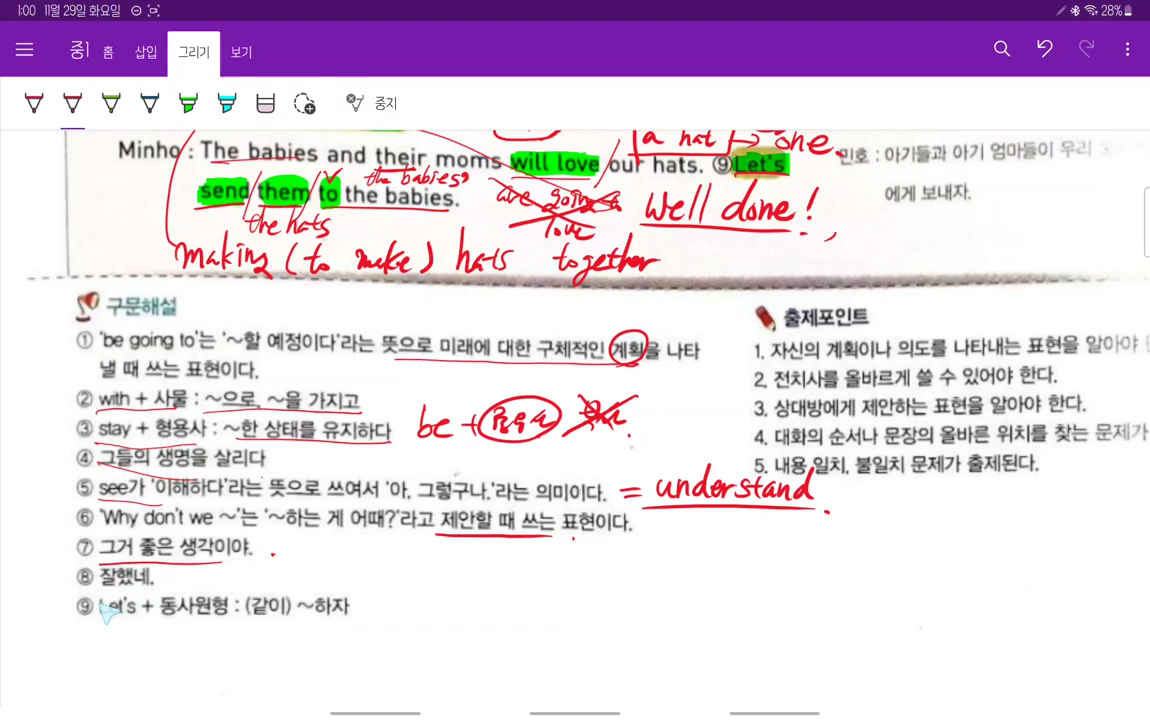 1:00 11월 29일 화요일 28%
중1 홈 삽입 그리기 보기
중지
a hat → one.
Minho : The babies and their moms will love our hats. ⑨Let's
민호 : 아기들과 아기 엄마들이 우리
the babies'
send them to the babies.
are going
에게 보내자.
the hats
love
Well done!
making (to make) hats together
구문해설
① 'be going to'는 '~할 예정이다'라는 뜻으로 미래에 대한 구체적인 계획을 나타
낼 때 쓰는 표현이다.
② with + 사물 : ~으로, ~을 가지고
③ stay + 형용사 : ~한 상태를 유지하다
be + 형용사
④ 그들의 생명을 살리다
⑤ see가 '이해하다'라는 뜻으로 쓰여서 '아, 그렇구나.'라는 의미이다. = understand.
⑥ 'Why don't we ~'는 '~하는 게 어때?'라고 제안할 때 쓰는 표현이다.
⑦ 그거 좋은 생각이야.
⑧ 잘했네.
⑨ Let's + 동사원형 : (같이) ~하자
출제포인트
1. 자신의 계획이나 의도를 나타내는 표현을 알아야
2. 전치사를 올바르게 쓸 수 있어야 한다.
3. 상대방에게 제안하는 표현을 알아야 한다.
4. 대화의 순서나 문장의 올바른 위치를 찾는 문제가
5. 내용 일치, 불일치 문제가 출제된다.